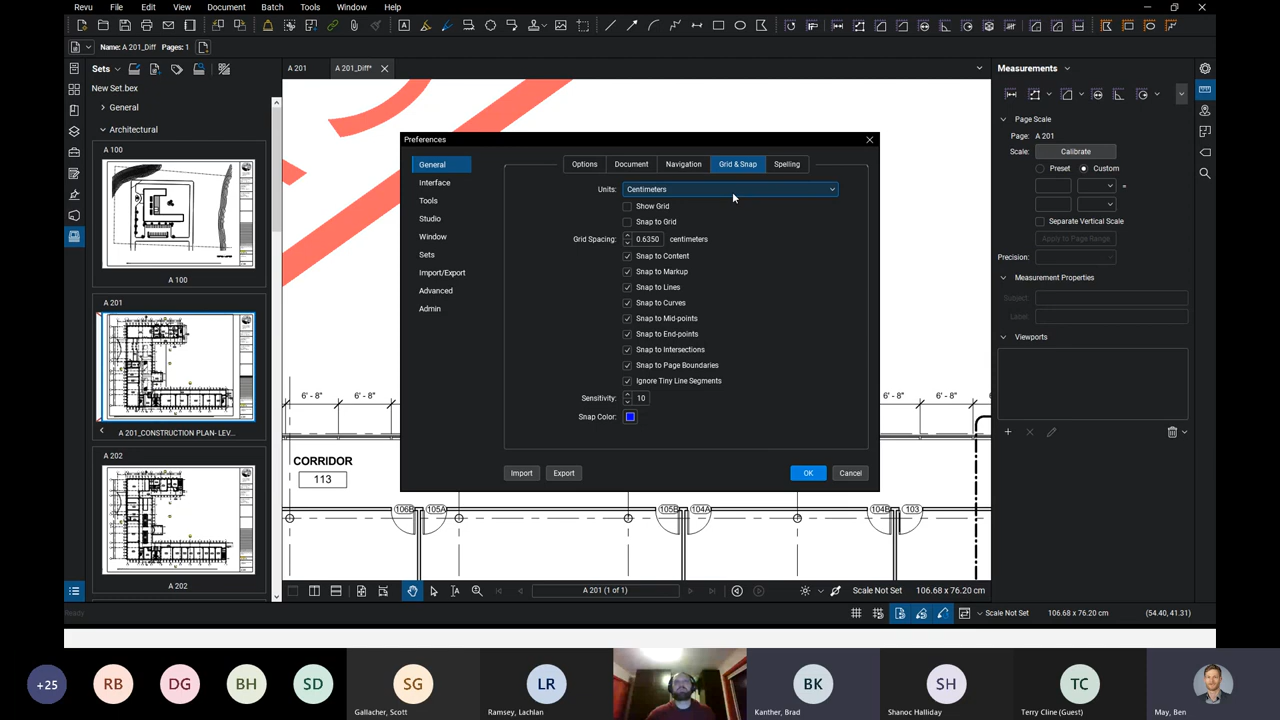 Revu File Edit View Document Batch Tools Window Help
Name: A 201_Diff Pages: 1
Sets
A 201
A 201_Diff*
Measurements
New Set.bex
General
Architectural
A 100
A 100
A 201
A 201_CONSTRUCTION PLAN- LEV...
A 202
A 202
Preferences
General
Interface
Tools
Studio
Window
Sets
Import/Export
Advanced
Admin
Options Document Navigation Grid & Snap Spelling
Units: Centimeters
Show Grid
Snap to Grid
Grid Spacing: 0.6350 centimeters
Snap to Content
Snap to Markup
Snap to Lines
Snap to Curves
Snap to Mid-points
Snap to End-points
Snap to Intersections
Snap to Page Boundaries
Ignore Tiny Line Segments
Sensitivity: 10
Snap Color:
Import Export OK Cancel
Page Scale
Page: A 201
Scale: Calibrate
Preset Custom
=
Separate Vertical Scale
Apply to Page Range
Precision:
Measurement Properties
Subject:
Label:
Viewports
6' - 8" 6' - 8" 6' - 8" 6' - 8"
CORRIDOR
113
106B 105A 105B 104A 104B 103
A 201 (1 of 1)
Scale Not Set 106.68 x 76.20 cm
Ready
Scale Not Set 106.68 x 76.20 cm (54.40, 41.31)
+25 RB DG BH SD SG LR BK SH TC
Gallacher, Scott Ramsey, Lachlan Kanther, Brad Shanoc Halliday Terry Cline (Guest) May, Ben